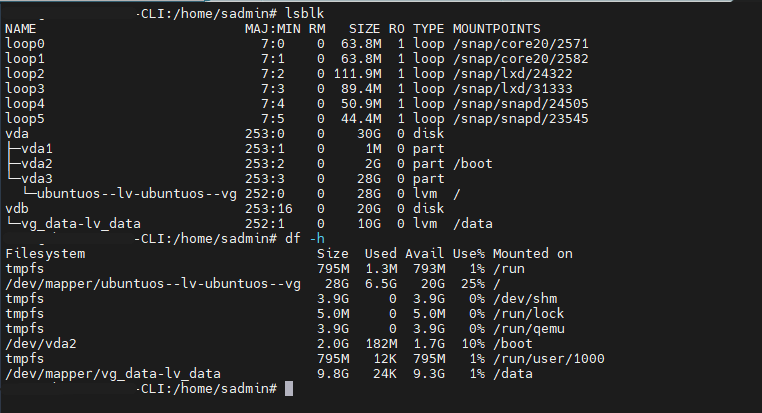 -CLI:/home/sadmin# lsblk
NAME                          MAJ:MIN RM   SIZE RO TYPE MOUNTPOINTS
loop0                           7:0    0  63.8M  1 loop /snap/core20/2571
loop1                           7:1    0  63.8M  1 loop /snap/core20/2582
loop2                           7:2    0 111.9M  1 loop /snap/lxd/24322
loop3                           7:3    0  89.4M  1 loop /snap/lxd/31333
loop4                           7:4    0  50.9M  1 loop /snap/snapd/24505
loop5                           7:5    0  44.4M  1 loop /snap/snapd/23545
vda                           253:0    0    30G  0 disk
├─vda1                        253:1    0     1M  0 part
├─vda2                        253:2    0     2G  0 part /boot
└─vda3                        253:3    0    28G  0 part
  └─ubuntuos--lv-ubuntuos--vg 252:0    0    28G  0 lvm  /
vdb                           253:16   0    20G  0 disk
└─vg_data-lv_data             252:1    0    10G  0 lvm  /data
-CLI:/home/sadmin# df -h
Filesystem                             Size  Used Avail Use% Mounted on
tmpfs                                  795M  1.3M  793M   1% /run
/dev/mapper/ubuntuos--lv-ubuntuos--vg   28G  6.5G   20G  25% /
tmpfs                                  3.9G     0  3.9G   0% /dev/shm
tmpfs                                  5.0M     0  5.0M   0% /run/lock
tmpfs                                  3.9G     0  3.9G   0% /run/qemu
/dev/vda2                              2.0G  182M  1.7G  10% /boot
tmpfs                                  795M   12K  795M   1% /run/user/1000
/dev/mapper/vg_data-lv_data            9.8G   24K  9.3G   1% /data
-CLI:/home/sadmin#